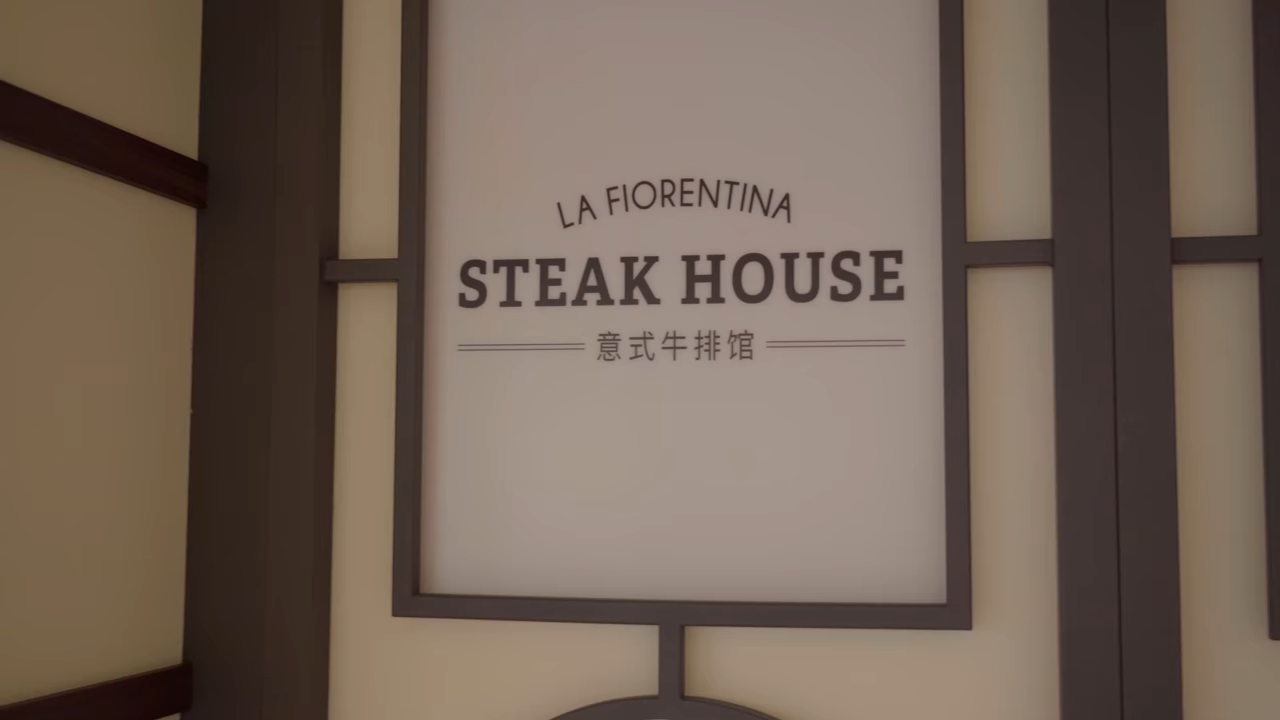 LA FIORENTINA
STEAK HOUSE
意式牛排馆